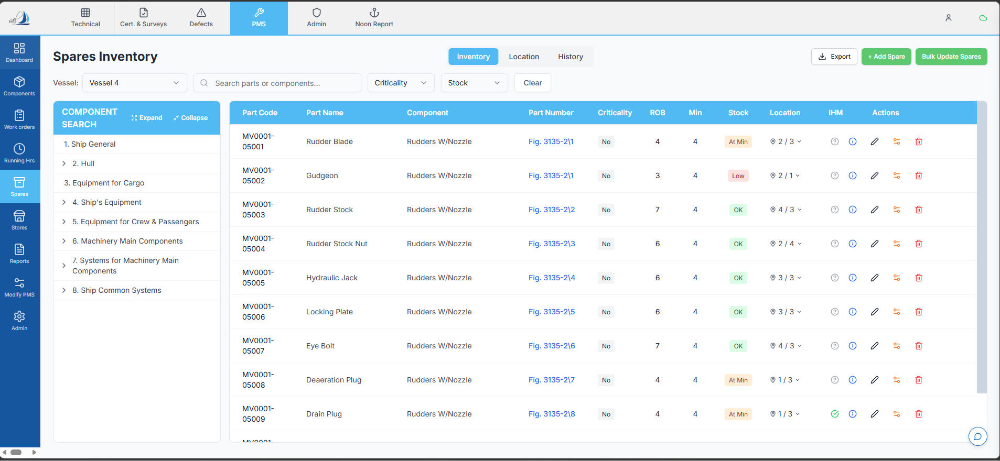 sail
Technical
Cert. & Surveys
Defects
PMS
Admin
Noon Report
Dashboard
Components
Work orders
Running Hrs
Spares
Stores
Reports
Modify PMS
Admin
Spares Inventory
Inventory Location History
Export
+ Add Spare
Bulk Update Spares
Vessel: Vessel 4
Search parts or components...
Criticality
Stock
Clear
COMPONENT
SEARCH
Expand
Collapse
1. Ship General
2. Hull
3. Equipment for Cargo
4. Ship's Equipment
5. Equipment for Crew & Passengers
6. Machinery Main Components
7. Systems for Machinery Main
Components
8. Ship Common Systems
Part Code Part Name Component Part Number Criticality ROB Min Stock Location IHM Actions
MV0001-
05001 Rudder Blade Rudders W/Nozzle Fig. 3135-2\1 No 4 4 At Min 2 / 3
MV0001-
05002 Gudgeon Rudders W/Nozzle Fig. 3135-2\1 No 3 4 Low 2 / 1
MV0001-
05003 Rudder Stock Rudders W/Nozzle Fig. 3135-2\2 No 7 4 OK 4 / 3
MV0001-
05004 Rudder Stock Nut Rudders W/Nozzle Fig. 3135-2\3 No 6 4 OK 2 / 4
MV0001-
05005 Hydraulic Jack Rudders W/Nozzle Fig. 3135-2\4 No 6 4 OK 3 / 3
MV0001-
05006 Locking Plate Rudders W/Nozzle Fig. 3135-2\5 No 6 4 OK 3 / 3
MV0001-
05007 Eye Bolt Rudders W/Nozzle Fig. 3135-2\6 No 7 4 OK 4 / 3
MV0001-
05008 Deaeration Plug Rudders W/Nozzle Fig. 3135-2\7 No 4 4 At Min 1 / 3
MV0001-
05009 Drain Plug Rudders W/Nozzle Fig. 3135-2\8 No 4 4 At Min 1 / 3
MV0001-